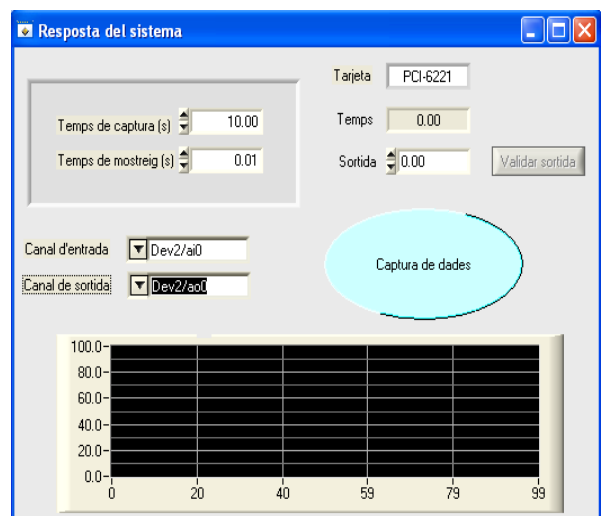 Resposta del sistema
Tarjeta PCI-6221
Temps de captura (s) 10.00
Temps 0.00
Temps de mostreig (s) 0.01
Sortida 0.00 Validar sortida
Canal d'entrada Dev2/ai0
Captura de dades
Canal de sortida Dev2/ao0
100.0
80.0
60.0
40.0
20.0
0.0
0 20 40 59 79 99